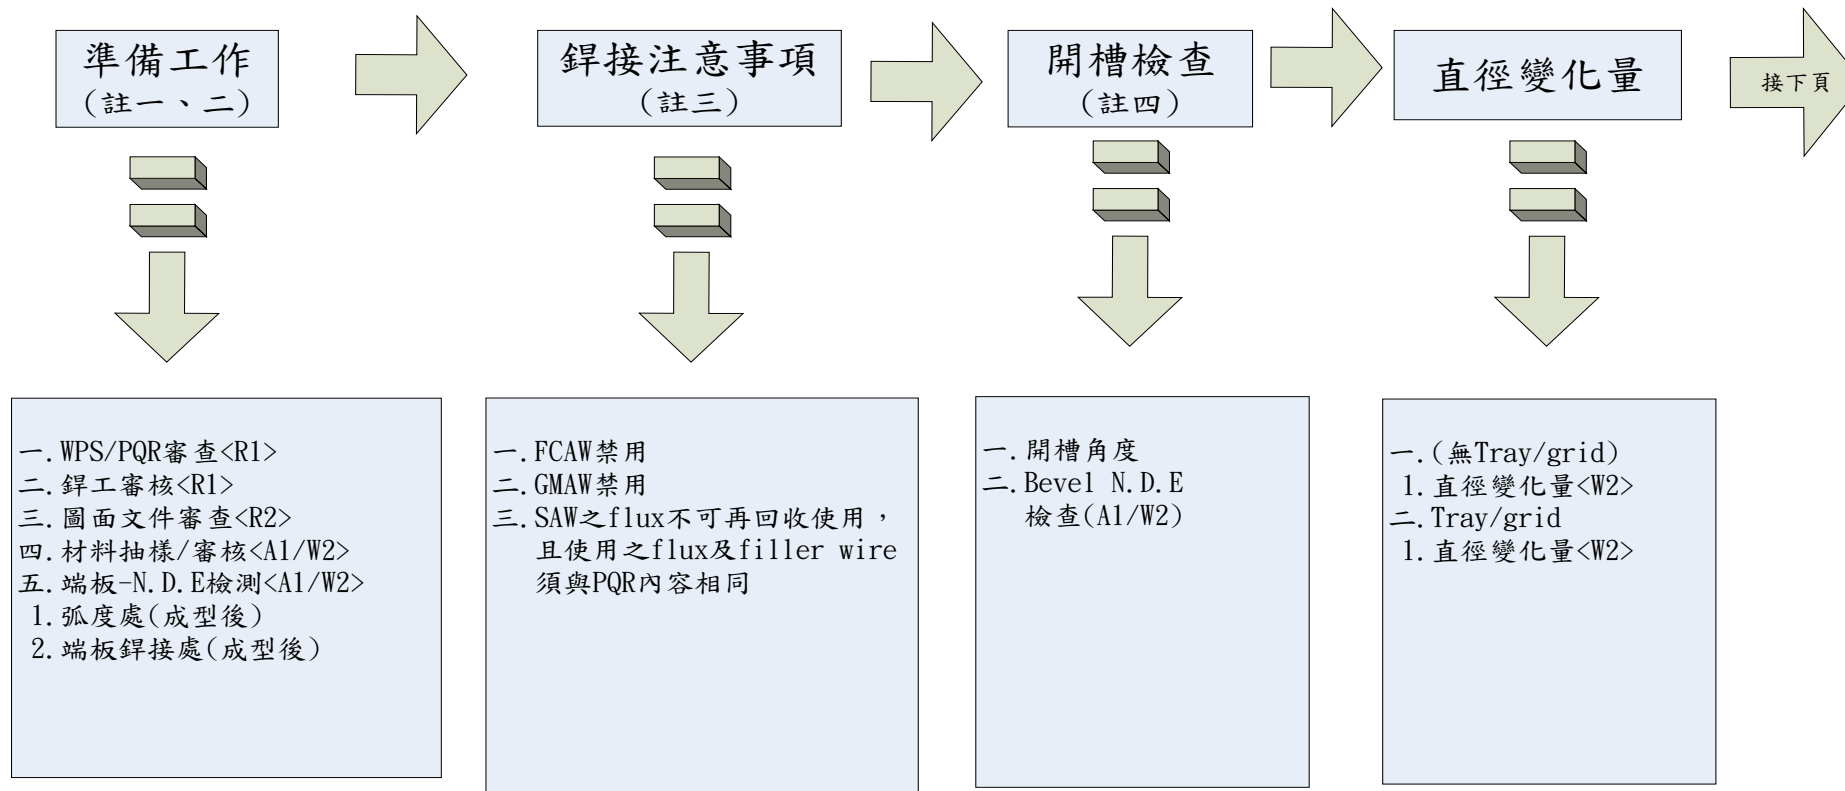 準備工作
(註一、二)
銲接注意事項
(註三)
開槽檢查
(註四)
直徑變化量
接下頁
一.WPS/PQR審查<R1>
二.銲工審核<R1>
三.圖面文件審查<R2>
四.材料抽樣/審核<A1/W2>
五.端板-N.D.E檢測<A1/W2>
1.弧度處(成型後)
2.端板銲接處(成型後)
一.FCAW禁用
二.GMAW禁用
三.SAW之flux不可再回收使用，
且使用之flux及filler wire
須與PQR內容相同
一.開槽角度
二.Bevel N.D.E
檢查(A1/W2)
一.(無Tray/grid)
1.直徑變化量<W2>
二.Tray/grid
1.直徑變化量<W2>